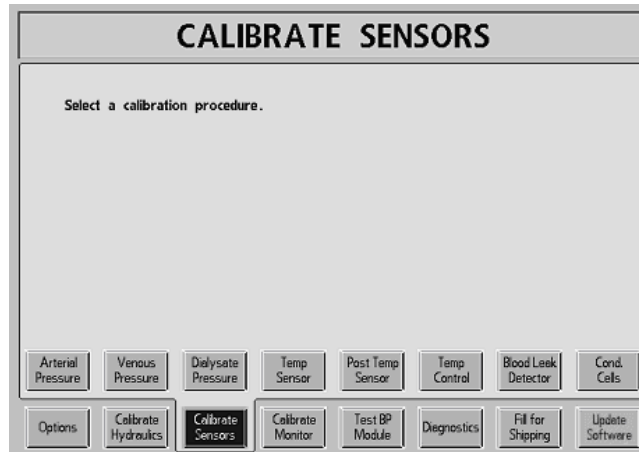 CALIBRATE SENSORS
Select a calibration procedure.
Arterial Pressure
Venous Pressure
Dialysate Pressure
Temp Sensor
Post Temp Sensor
Temp Control
Blood Leak Detector
Cond. Cells
Options
Calibrate Hydraulics
Calibrate Sensors
Calibrate Monitor
Test BP Module
Diagnostics
Fill for Shipping
Update Software